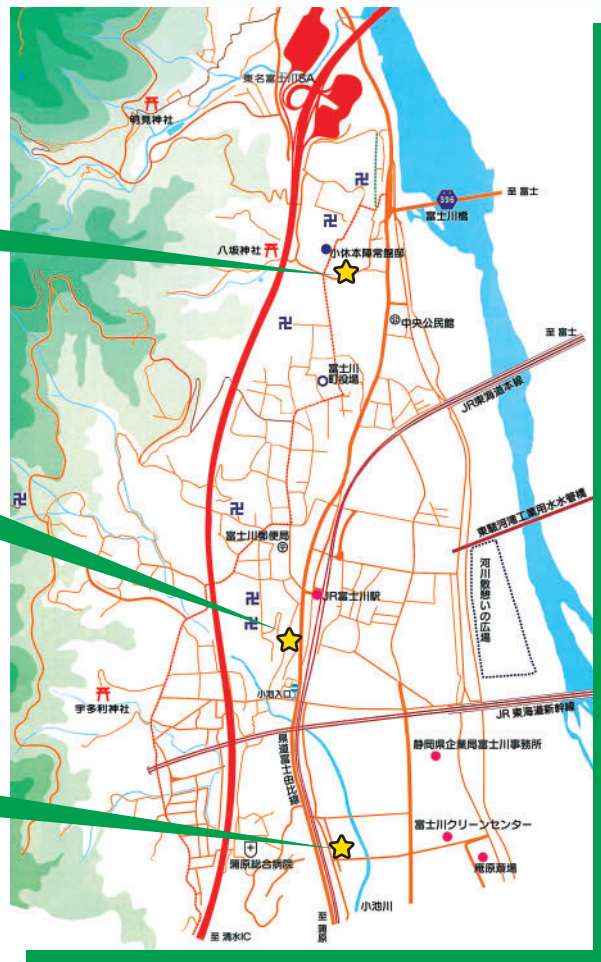 東名富士川SA
明見神社
396
至 富士
富士川橋
八坂神社
小休本陣常盤邸
中央公民館
至 富士
富士川
町役場
JR東海道本線
東駿河湾工業用水水管橋
富士川郵便局
河川敷憩いの広場
JR富士川駅
小池入口
宇多利神社
JR 東海道新幹線
県道富士由比線
静岡県企業局富士川事務所
富士川クリーンセンター
蒲原総合病院
庵原斎場
小池川
至 蒲原
至 清水IC